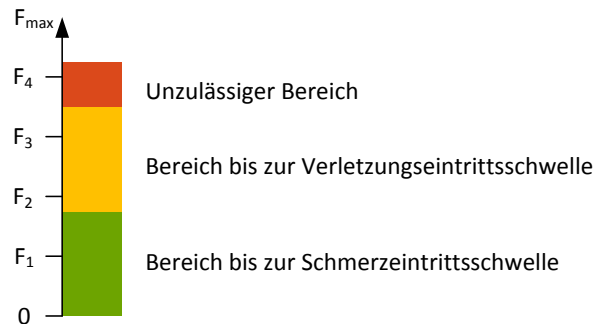 Fmax
F4
Unzulässiger Bereich
F3
Bereich bis zur Verletzungseintrittsschwelle
F2
F1
Bereich bis zur Schmerzeintrittsschwelle
0